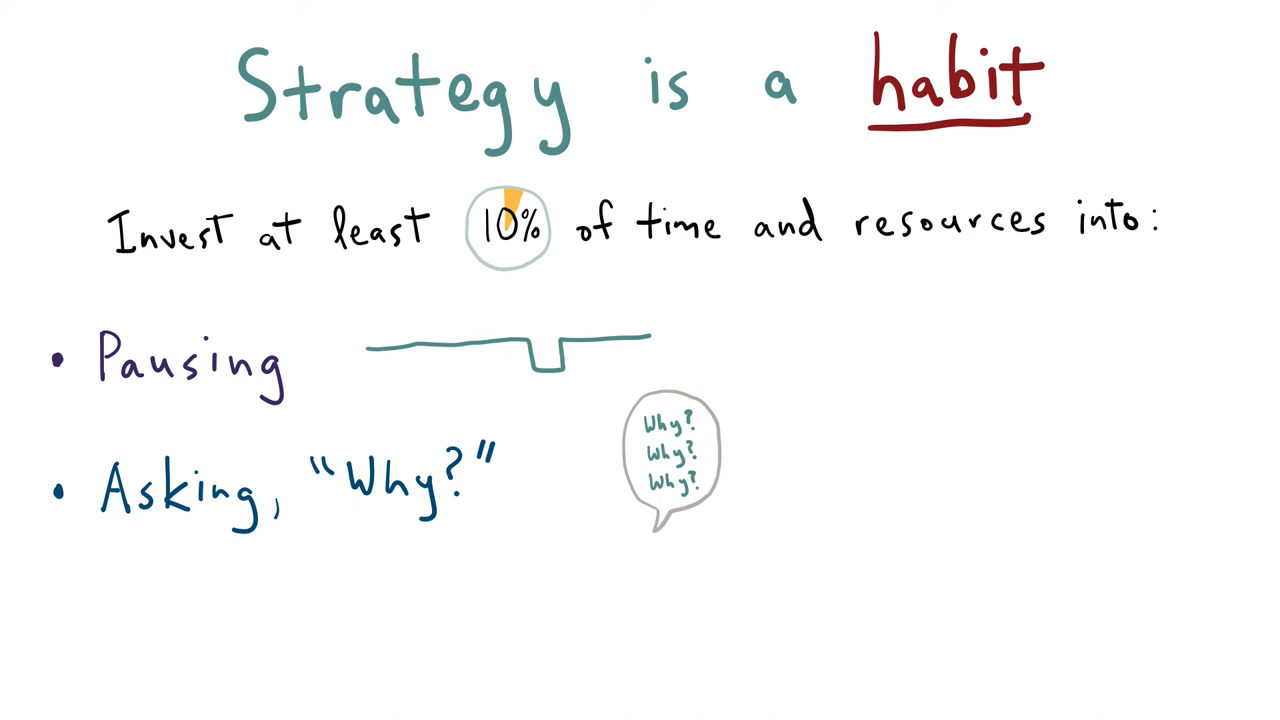 Strategy is a habit
Invest at least 10% of time and resources into:
• Pausing
• Asking, "Why?"
Why?
Why?
Why?